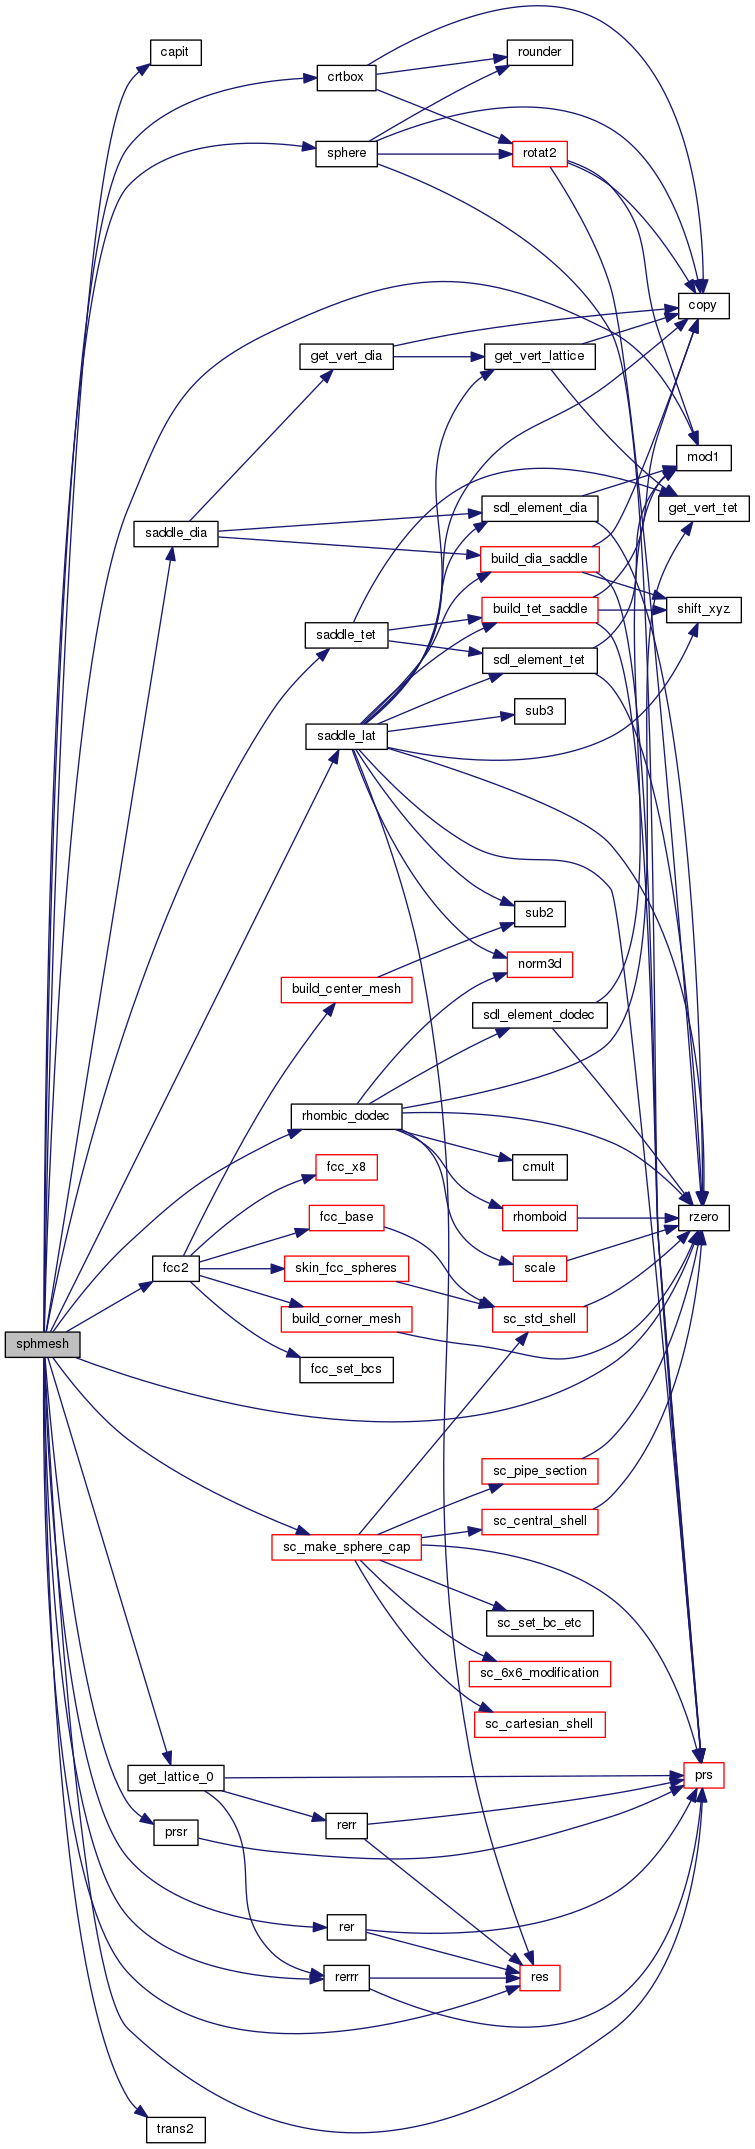 capit
rounder
crtbox
sphere
rotat2
copy
get_vert_dia
get_vert_lattice
mod1
sdl_element_dia
get_vert_tet
saddle_dia
build_dia_saddle
build_tet_saddle
shift_xyz
saddle_tet
sdl_element_tet
sub3
saddle_lat
sub2
norm3d
build_center_mesh
sdl_element_dodec
rhombic_dodec
fcc_x8
cmult
fcc_base
rhomboid
rzero
fcc2
skin_fcc_spheres
scale
build_corner_mesh
sc_std_shell
sphmesh
fcc_set_bcs
sc_pipe_section
sc_central_shell
sc_make_sphere_cap
sc_set_bc_etc
sc_6x6_modification
sc_cartesian_shell
get_lattice_0
prs
prsr
rerr
rer
rerrr
res
trans2